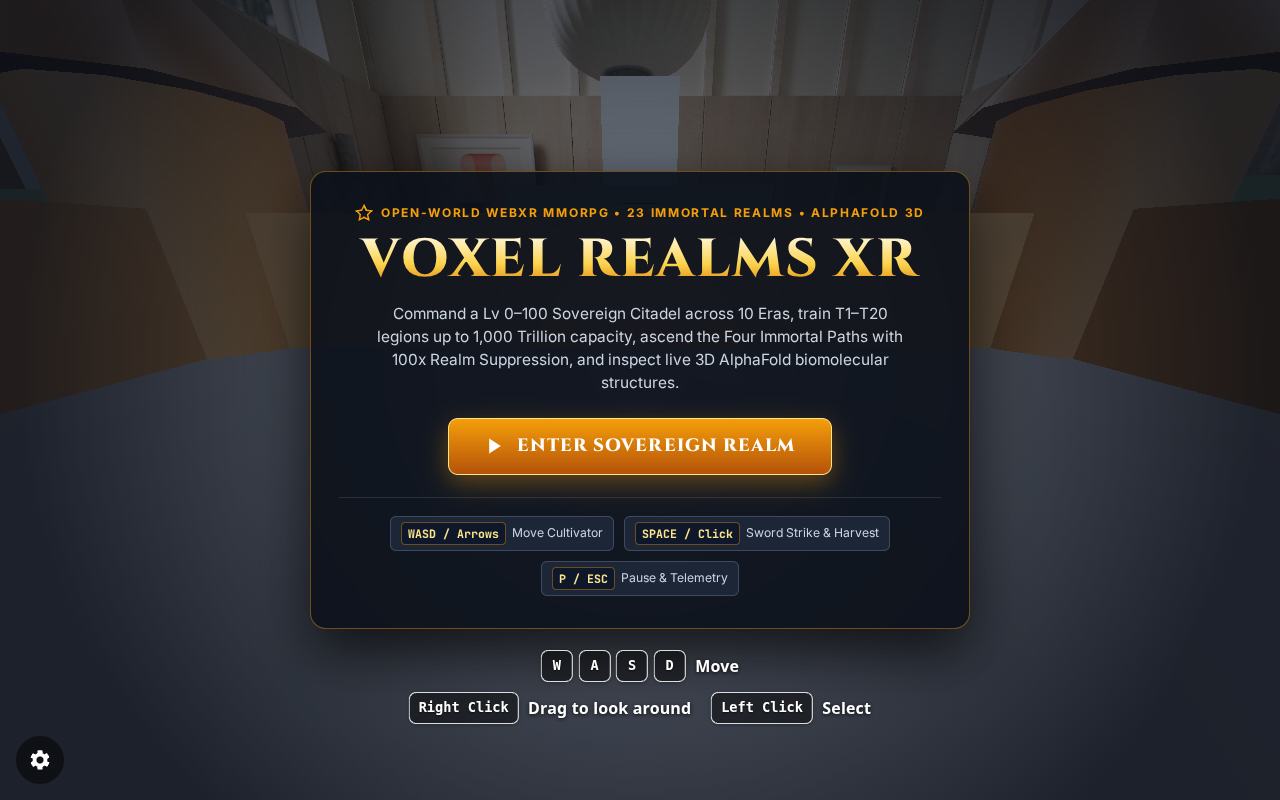 OPEN-WORLD WEBXR MMORPG • 23 IMMORTAL REALMS • ALPHAFOLD 3D
VOXEL REALMS XR
Command a Lv 0–100 Sovereign Citadel across 10 Eras, train T1–T20
legions up to 1,000 Trillion capacity, ascend the Four Immortal Paths with
100x Realm Suppression, and inspect live 3D AlphaFold biomolecular
structures.
ENTER SOVEREIGN REALM
WASD / Arrows Move Cultivator SPACE / Click Sword Strike & Harvest
P / ESC Pause & Telemetry
W A S D Move
Right Click Drag to look around Left Click Select